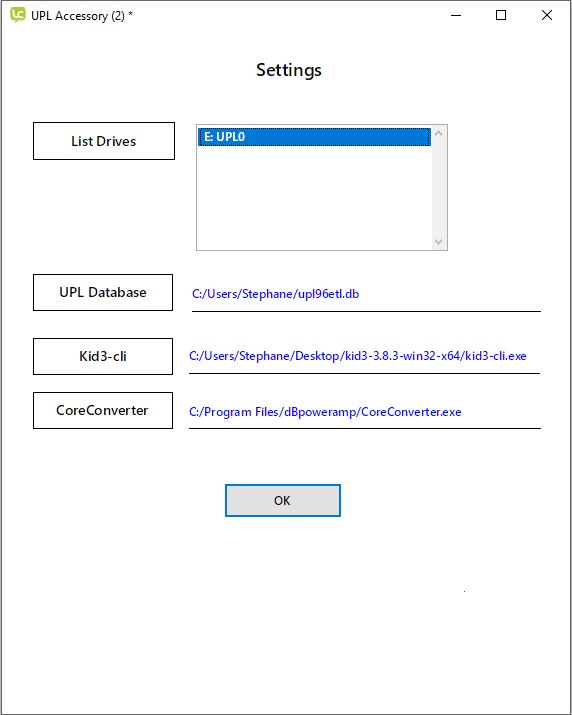 LC UPL Accessory (2) *
Settings
List Drives
E: UPL0
UPL Database
C:/Users/Stephane/upl96etl.db
Kid3-cli
C:/Users/Stephane/Desktop/kid3-3.8.3-win32-x64/kid3-cli.exe
CoreConverter
C:/Program Files/dBpoweramp/CoreConverter.exe
OK